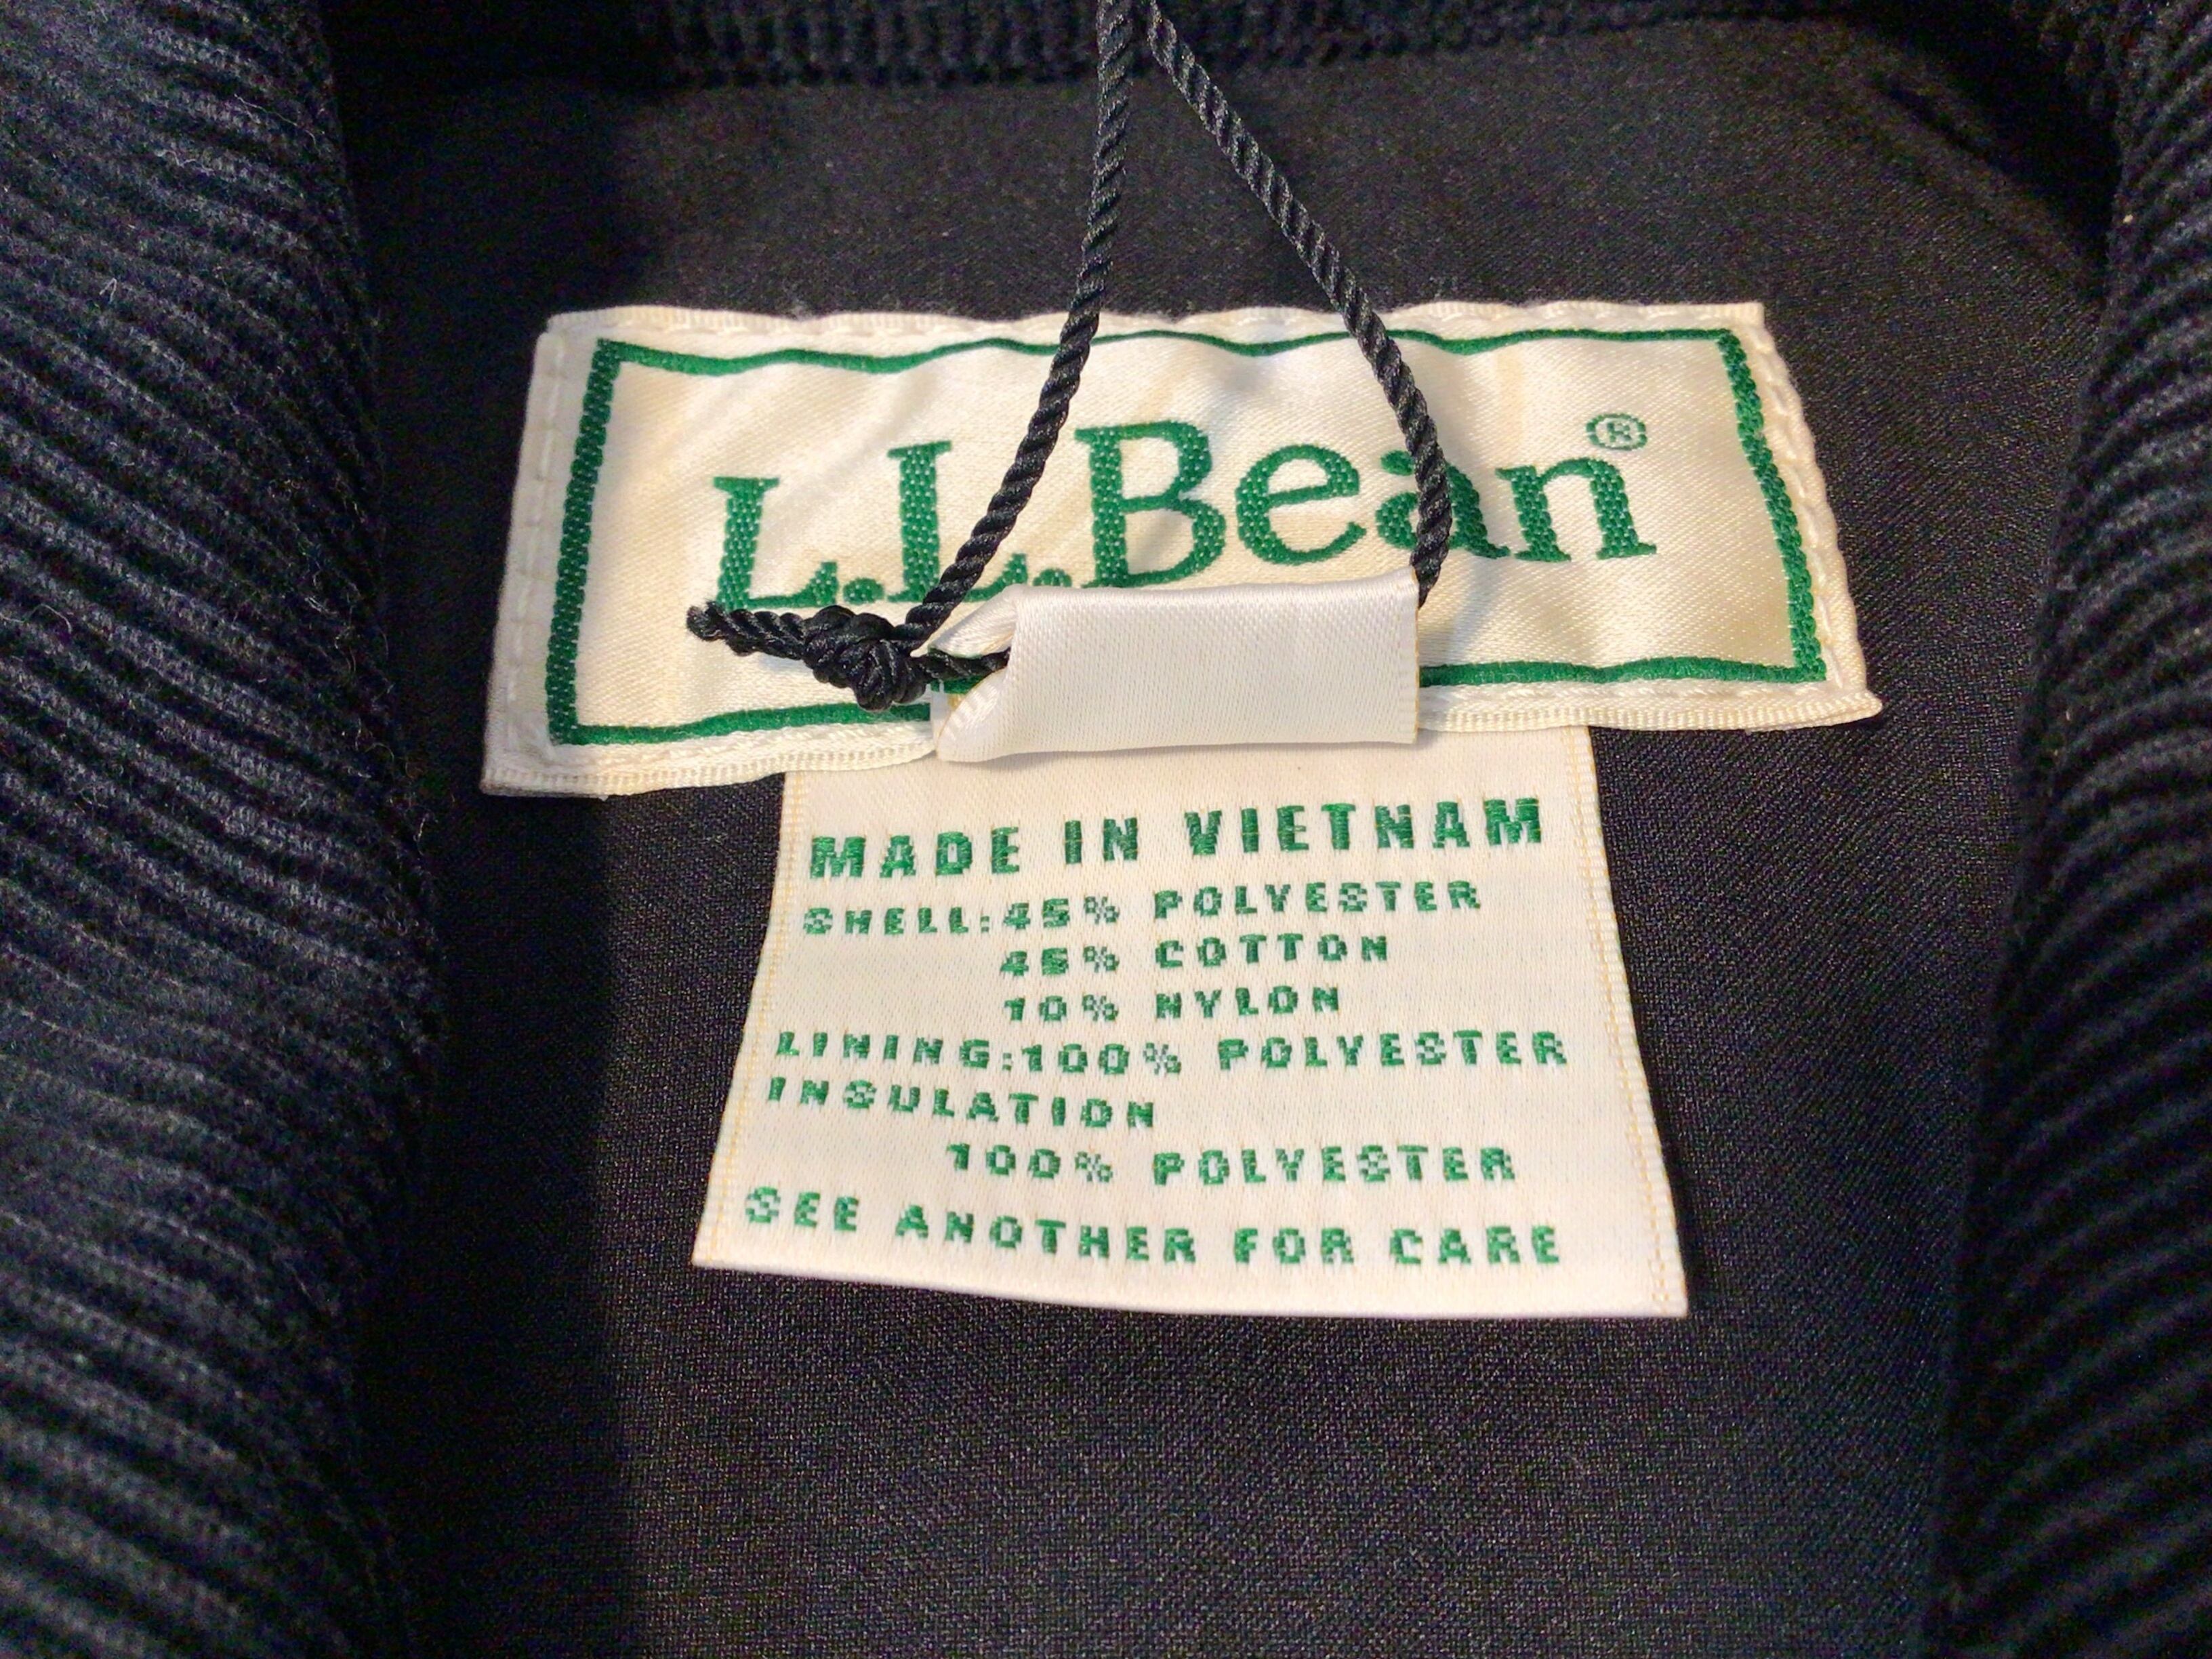 L.L.Bean®
MADE IN VIETNAM
SHELL:45% POLYESTER
45% COTTON
10% NYLON
LINING:100% POLYESTER
INSULATION
100% POLYESTER
SEE ANOTHER FOR CARE